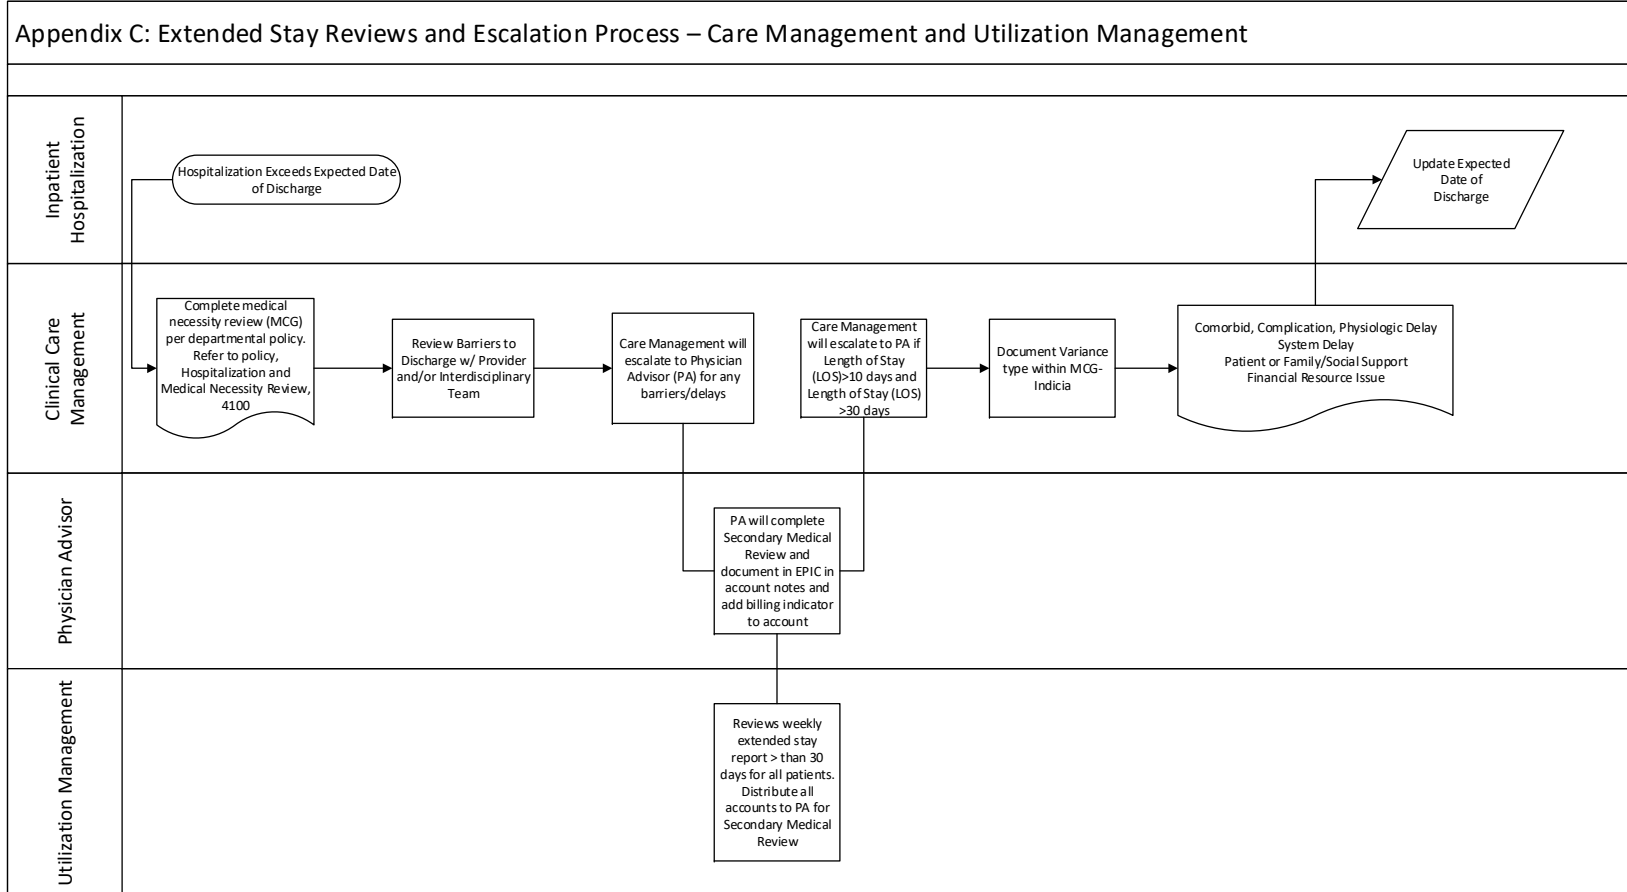 Appendix C: Extended Stay Reviews and Escalation Process – Care Management and Utilization Management
Inpatient
Hospitalization
Hospitalization Exceeds Expected Date
of Discharge
Update Expected
Date of
Discharge
Clinical Care
Management
Complete medical
necessity review (MCG)
per departmental policy.
Refer to policy,
Hospitalization and
Medical Necessity Review,
4100
Review Barriers to
Discharge w/ Provider
and/or Interdisciplinary
Team
Care Management will
escalate to Physician
Advisor (PA) for any
barriers/delays
Care Management
will escalate to PA if
Length of Stay
(LOS)>10 days and
Length of Stay (LOS)
>30 days
Document Variance
type within MCG-
Indicia
Comorbid, Complication, Physiologic Delay
System Delay
Patient or Family/Social Support
Financial Resource Issue
Physician Advisor
PA will complete
Secondary Medical
Review and
document in EPIC in
account notes and
add billing indicator
to account
Utilization Management
Reviews weekly
extended stay
report > than 30
days for all patients.
Distribute all
accounts to PA for
Secondary Medical
Review